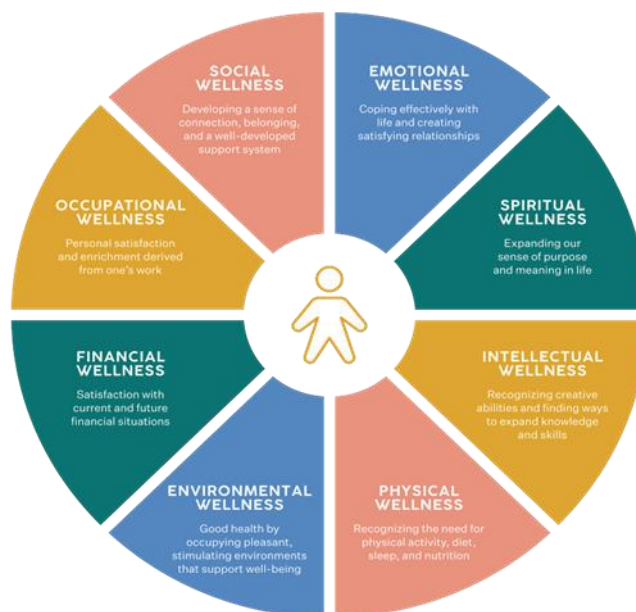 SOCIAL
WELLNESS
Developing a sense of
connection, belonging,
and a well-developed
support system
EMOTIONAL
WELLNESS
Coping effectively with
life and creating
satisfying relationships
SPIRITUAL
WELLNESS
Expanding our
sense of purpose
and meaning in life
INTELLECTUAL
WELLNESS
Recognizing creative
abilities and finding ways
to expand knowledge
and skills
PHYSICAL
WELLNESS
Recognizing the need for
physical activity, diet,
sleep, and nutrition
ENVIRONMENTAL
WELLNESS
Good health by
occupying pleasant,
stimulating environments
that support well-being
FINANCIAL
WELLNESS
Satisfaction with
current and future
financial situations
OCCUPATIONAL
WELLNESS
Personal satisfaction
and enrichment derived
from one's work